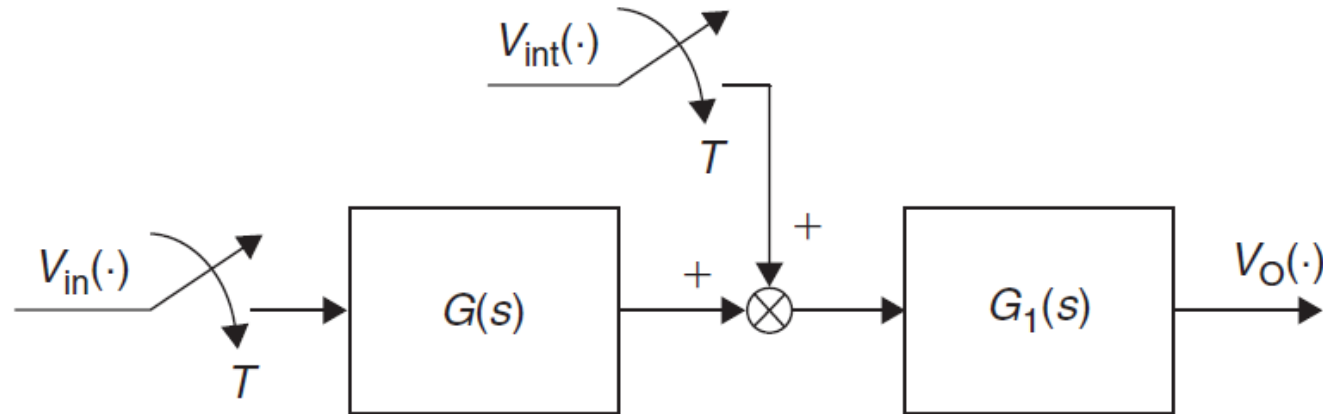 V_int(·)
T
+
V_in(·)
T
G(s)
+
G_1(s)
V_O(·)